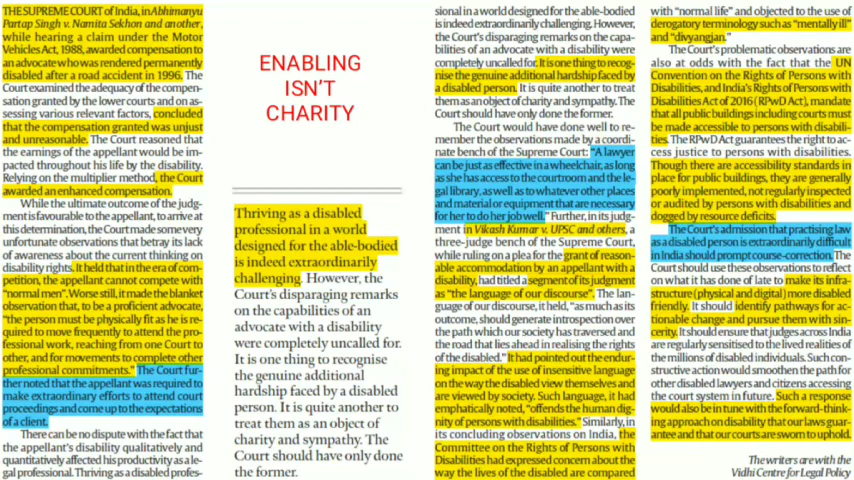 THE SUPREME COURT of India, in Abhimanyu
Partap Singh v. Namita Sekhon and another,
while hearing a claim under the Motor
Vehicles Act, 1988, awarded compensation to
an advocate who was rendered permanently
disabled after a road accident in 1996. The
Court examined the adequacy of the compen-
sation granted by the lower courts and on as-
sessing various relevant factors, concluded
that the compensation granted was unjust
and unreasonable. The Court reasoned that
the earnings of the appellant would be im-
pacted throughout his life by the disability.
Relying on the multiplier method, the Court
awarded an enhanced compensation.
While the ultimate outcome of the judg-
ment is favourable to the appellant, to arrive at
this determination, the Court made some very
unfortunate observations that betray its lack
of awareness about the current thinking on
disability rights. It held that in the era of com-
petition, the appellant cannot compete with
"normal men". Worse still, it made the blanket
observation that, to be a proficient advocate,
"the person must be physically fit as he is re-
quired to move frequently to attend the pro-
fessional work, reaching from one Court to
other, and for movements to complete other
professional commitments." The Court fur-
ther noted that the appellant was required to
make extraordinary efforts to attend court
proceedings and come up to the expectations
of a client.
There can be no dispute with the fact that
the appellant's disability qualitatively and
quantitatively affected his productivity as a le-
gal professional. Thriving as a disabled profes-
ENABLING
ISN'T
CHARITY
Thriving as a disabled
professional in a world
designed for the able-bodied
is indeed extraordinarily
challenging. However, the
Court's disparaging remarks
on the capabilities of an
advocate with a disability
were completely uncalled for.
It is one thing to recognise
the genuine additional
hardship faced by a disabled
person. It is quite another to
treat them as an object of
charity and sympathy. The
Court should have only done
the former.
sional in a world designed for the able-bodied
is indeed extraordinarily challenging. However,
the Court's disparaging remarks on the capa-
bilities of an advocate with a disability were
completely uncalled for. It is one thing to recog-
nise the genuine additional hardship faced by
a disabled person. It is quite another to treat
them as an object of charity and sympathy. The
Court should have only done the former.
The Court would have done well to re-
member the observations made by a coordi-
nate bench of the Supreme Court: "A lawyer
can be just as effective in a wheelchair, as long
as she has access to the courtroom and the le-
gal library, as well as to whatever other places
and material or equipment that are necessary
for her to do her job well." Further, in its judg-
ment in Vikash Kumar v. UPSC and others, a
three-judge bench of the Supreme Court,
while ruling on a plea for the grant of reason-
able accommodation by an appellant with a
disability, had titled a segment of its judgment
as "the language of our discourse". The lan-
guage of our discourse, it held, "as much as its
outcome, should generate introspection over
the path which our society has traversed and
the road that lies ahead in realising the rights
of the disabled." It had pointed out the endur-
ing impact of the use of insensitive language
on the way the disabled view themselves and
are viewed by society. Such language, it had
emphatically noted, "offends the human dig-
nity of persons with disabilities." Similarly, in
its concluding observations on India, the
Committee on the Rights of Persons with
Disabilities had expressed concern about the
way the lives of the disabled are compared
with "normal life" and objected to the use of
derogatory terminology such as "mentally ill"
and "divyangjan."
The Court's problematic observations are
also at odds with the fact that the UN
Convention on the Rights of Persons with
Disabilities, and India's Rights of Persons with
Disabilities Act of 2016 (RPwD Act), mandate
that all public buildings including courts must
be made accessible to persons with disabili-
ties. The RPwD Act guarantees the right to ac-
cess justice to persons with disabilities.
Though there are accessibility standards in
place for public buildings, they are generally
poorly implemented, not regularly inspected
or audited by persons with disabilities and
dogged by resource deficits.
The Court's admission that practising law
as a disabled person is extraordinarily difficult
in India should prompt course-correction. The
Court should use these observations to reflect
on what it has done of late to make its infra-
structure (physical and digital) more disabled
friendly. It should identify pathways for ac-
tionable change and pursue them with sin-
cerity. It should ensure that judges across India
are regularly sensitised to the lived realities of
the millions of disabled individuals. Such con-
structive action would smoothen the path for
other disabled lawyers and citizens accessing
the court system in future. Such a response
would also be in tune with the forward-think-
ing approach on disability that our laws guar-
antee and that our courts are sworn to uphold.
The writers are with the
Vidhi Centre for Legal Policy